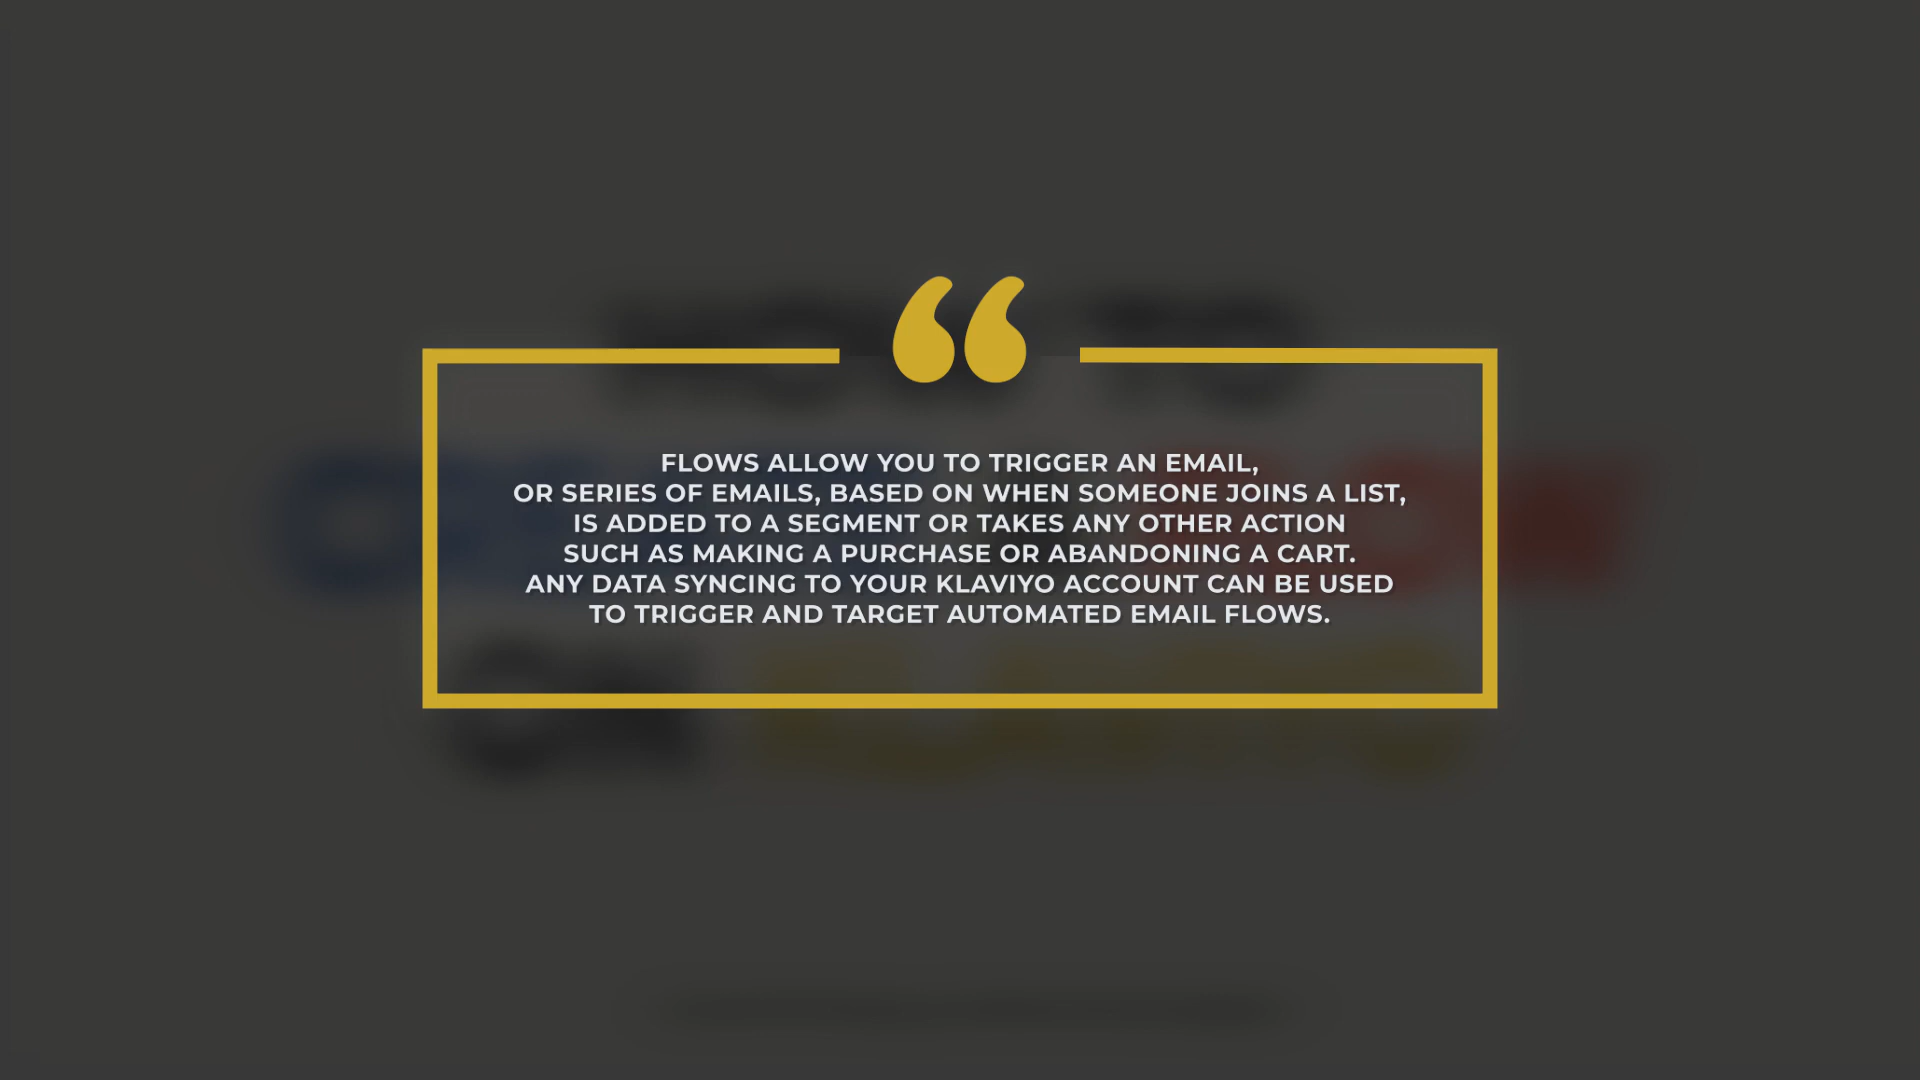 FLOWS ALLOW YOU TO TRIGGER AN EMAIL,
OR SERIES OF EMAILS, BASED ON WHEN SOMEONE JOINS A LIST,
IS ADDED TO A SEGMENT OR TAKES ANY OTHER ACTION
SUCH AS MAKING A PURCHASE OR ABANDONING A CART.
ANY DATA SYNCING TO YOUR KLAVIYO ACCOUNT CAN BE USED
TO TRIGGER AND TARGET AUTOMATED EMAIL FLOWS.